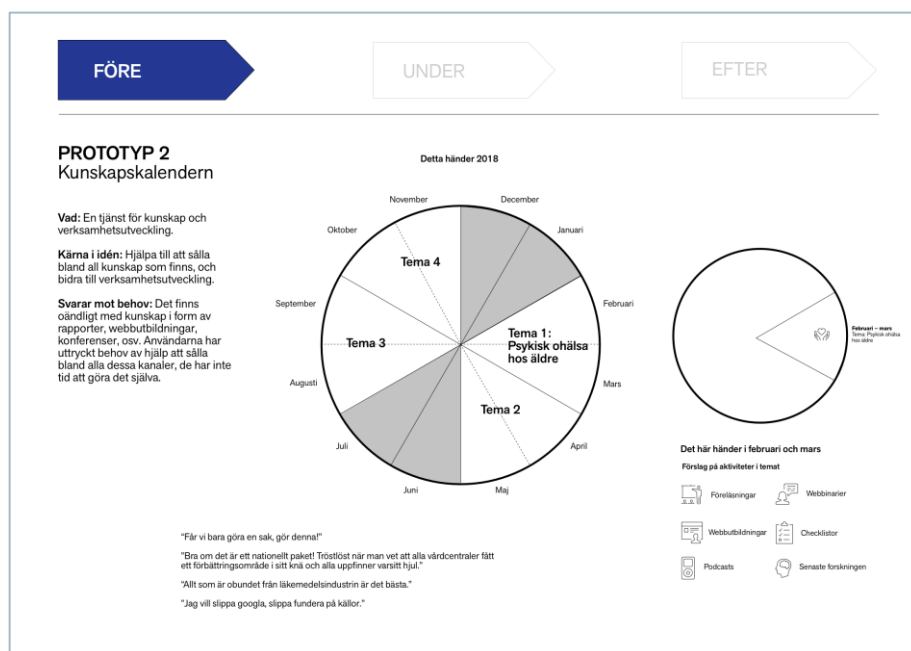 FÖRE
UNDER
EFTER
PROTOTYP 2
Kunskapskalendern
Vad: En tjänst för kunskap och
verksamhetsutveckling.
Kärna i idén: Hjälpa till att sålla
bland all kunskap som finns, och
bidra till verksamhetsutveckling.
Svarar mot behov: Det finns
oändligt med kunskap i form av
rapporter, webbutbildningar,
konferenser, osv. Användarna har
uttryckt behov av hjälp att sålla
bland alla dessa kanaler, de har inte
tid att göra det själva.
Detta händer 2018
November
December
Oktober
Januari
Tema 4
September
Februari
Tema 3
Tema 1:
Psykisk ohälsa
hos äldre
Augusti
Mars
Tema 2
Juli
April
Juni
Maj
Februari – mars
Tema: Psykisk ohälsa
hos äldre
Det här händer i februari och mars
Förslag på aktiviteter i temat
Föreläsningar
Webbinarier
Webbutbildningar
Checklistor
Podcasts
Senaste forskningen
"Får vi bara göra en sak, gör denna!"
"Bra om det är ett nationellt paket! Tröstlöst när man vet att alla vårdcentraler fått
ett förbättringsområde i sitt knä och alla uppfinner varsitt hjul."
"Allt som är obundet från läkemedelsindustrin är det bästa."
"Jag vill slippa googla, slippa fundera på källor."